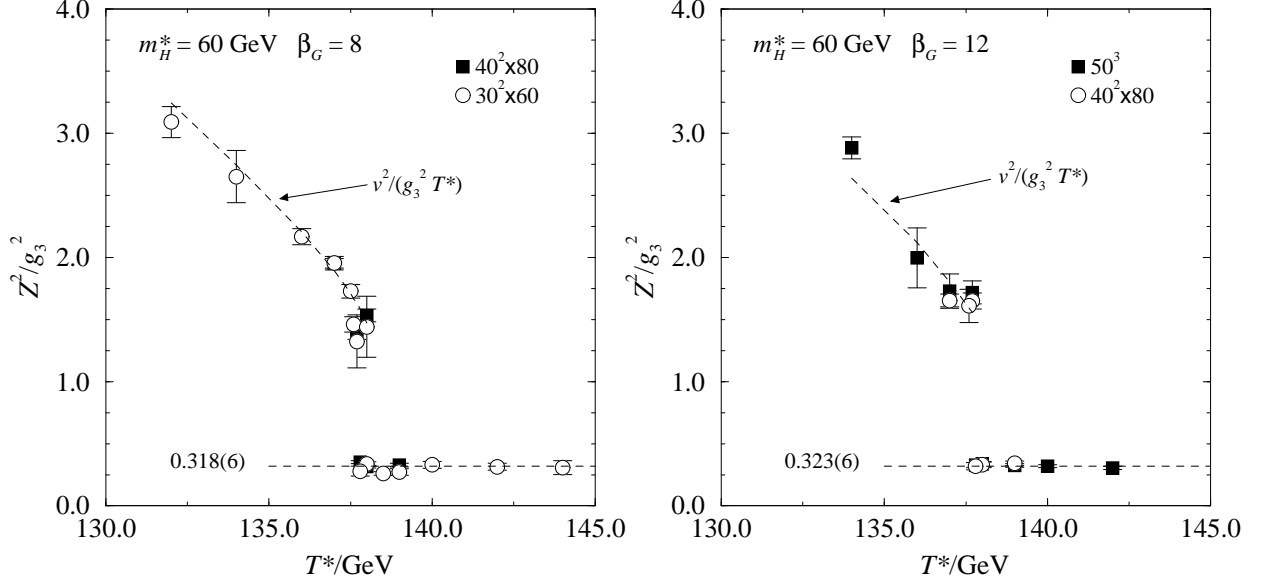 4.0
m*H = 60 GeV βG = 8
40²x80
30²x60
3.0
v²/(g₃² T*)
Z²/g₃²
2.0
1.0
0.318(6)
0.0
130.0 135.0 140.0 145.0
T*/GeV
4.0
m*H = 60 GeV βG = 12
50³
40²x80
3.0
v²/(g₃² T*)
Z²/g₃²
2.0
1.0
0.323(6)
0.0
130.0 135.0 140.0 145.0
T*/GeV